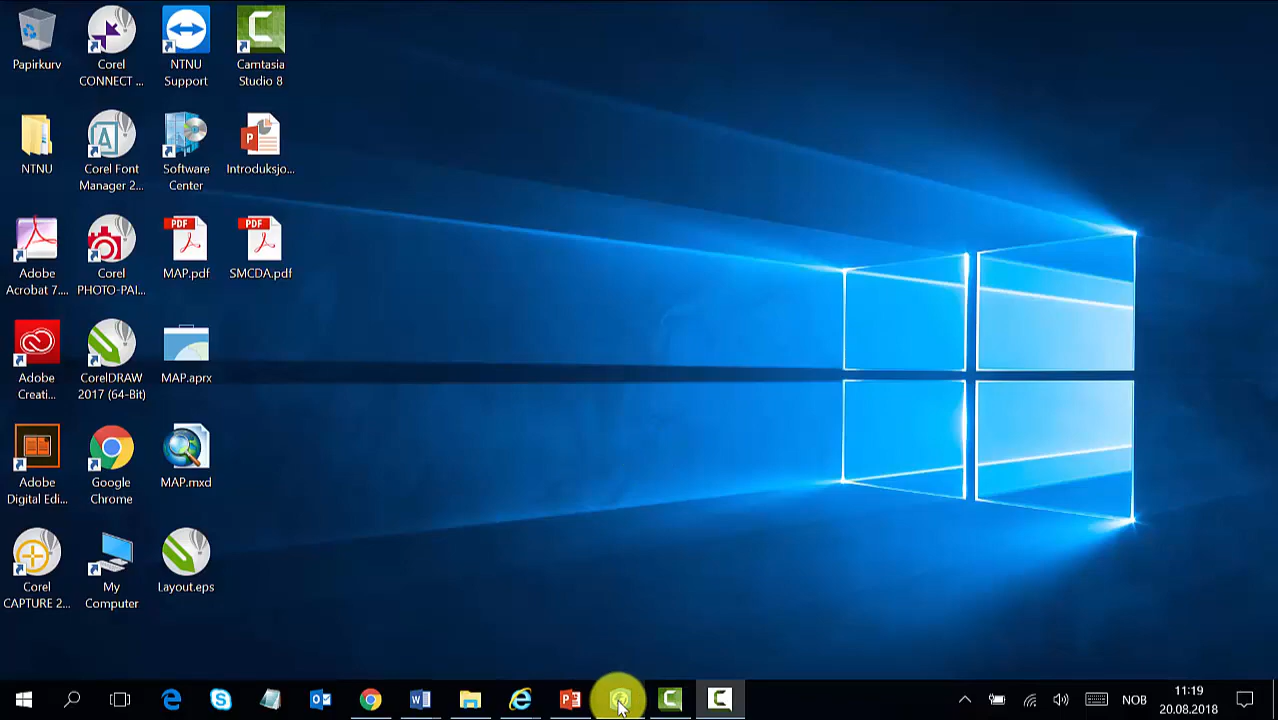 Papirkurv
Corel
CONNECT ...
NTNU
Support
Camtasia
Studio 8
NTNU
Corel Font
Manager 2...
Software
Center
Introduksjo...
Adobe
Acrobat 7....
Corel
PHOTO-PAI...
PDF
MAP.pdf
PDF
SMCDA.pdf
Adobe
Creati...
CorelDRAW
2017 (64-Bit)
MAP.aprx
Adobe
Digital Edi...
Google
Chrome
MAP.mxd
Corel
CAPTURE 2...
My
Computer
Layout.eps
NOB
11:19
20.08.2018